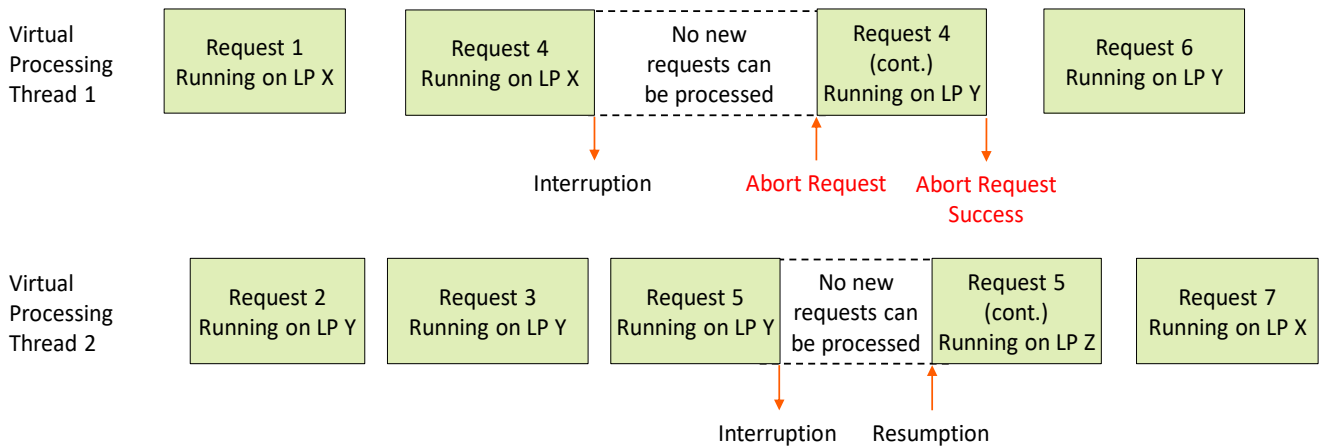 Virtual
Processing
Thread 1
Request 1
Running on LP X
Request 4
Running on LP X
No new
requests can
be processed
Request 4
(cont.)
Running on LP Y
Request 6
Running on LP Y
Interruption
Abort Request
Abort Request
Success
Virtual
Processing
Thread 2
Request 2
Running on LP Y
Request 3
Running on LP Y
Request 5
Running on LP Y
No new
requests can
be processed
Request 5
(cont.)
Running on LP Z
Request 7
Running on LP X
Interruption
Resumption